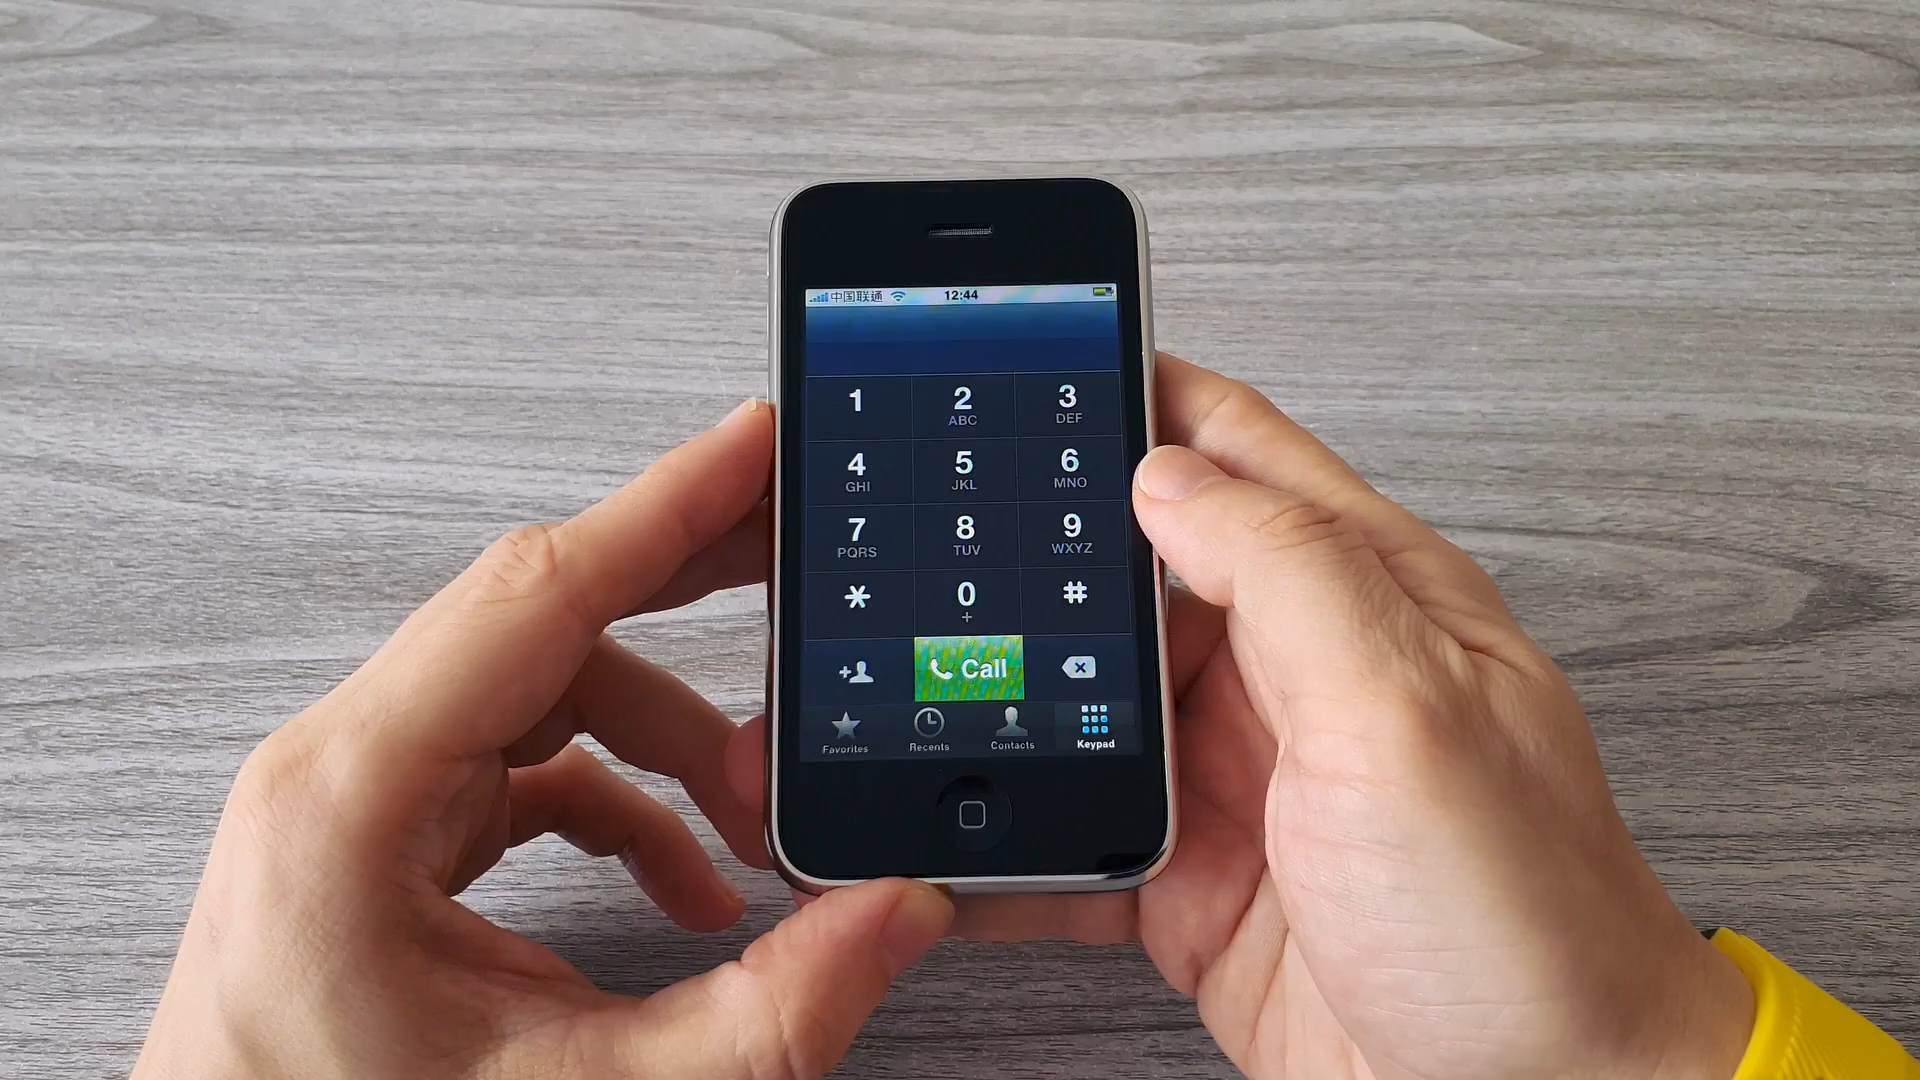 中国联通 12:44
1 2 3
ABC DEF
4 5 6
GHI JKL MNO
7 8 9
PQRS TUV WXYZ
* 0 #
+
+ Call
Favorites Recents Contacts Keypad